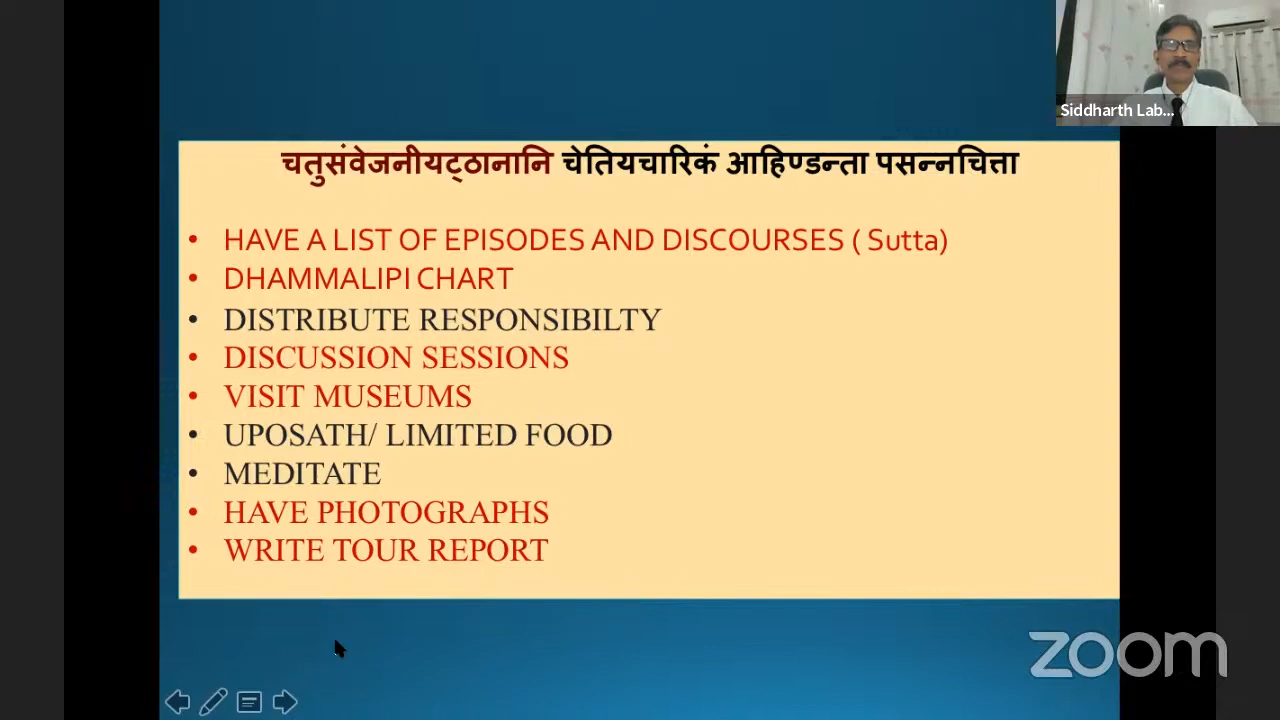 Siddharth Lab...
चतुसंवेजनीयट्ठानानि चेतियचारिकं आहिण्डन्ता पसन्नचित्ता
• HAVE A LIST OF EPISODES AND DISCOURSES ( Sutta)
• DHAMMALIPI CHART
• DISTRIBUTE RESPONSIBILTY
• DISCUSSION SESSIONS
• VISIT MUSEUMS
• UPOSATH/ LIMITED FOOD
• MEDITATE
• HAVE PHOTOGRAPHS
• WRITE TOUR REPORT
zoom